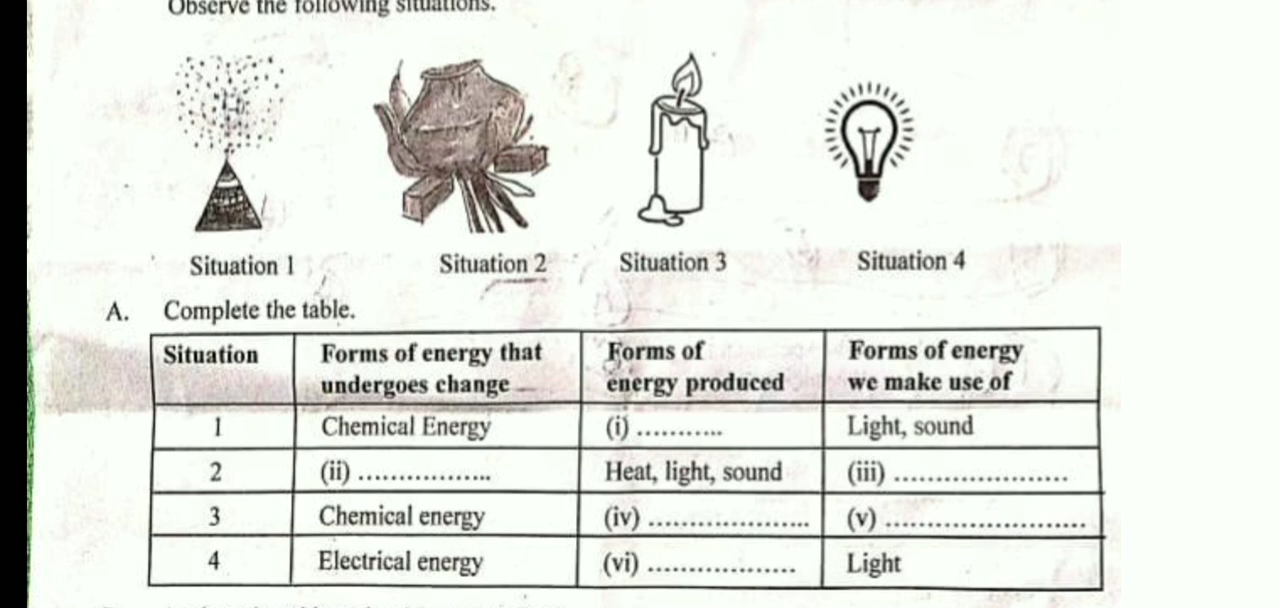 Observe the following situations.
Situation 1 Situation 2 Situation 3 Situation 4
A. Complete the table.
Situation | Forms of energy that undergoes change | Forms of energy produced | Forms of energy we make use of
1 | Chemical Energy | (i) ........... | Light, sound
2 | (ii) ................. | Heat, light, sound | (iii) ......................
3 | Chemical energy | (iv) .................... | (v) .........................
4 | Electrical energy | (vi) .................. | Light